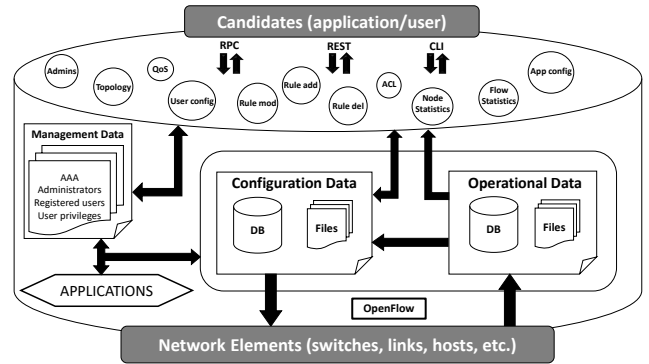 Candidates (application/user)
RPC
REST
CLI
Admins
Topology
QoS
User config
Rule mod
Rule add
Rule del
ACL
Node
Statistics
Flow
Statistics
App config
Management Data
AAA
Administrators
Registered users
User privileges
Configuration Data
DB
Files
Operational Data
DB
Files
APPLICATIONS
OpenFlow
Network Elements (switches, links, hosts, etc.)